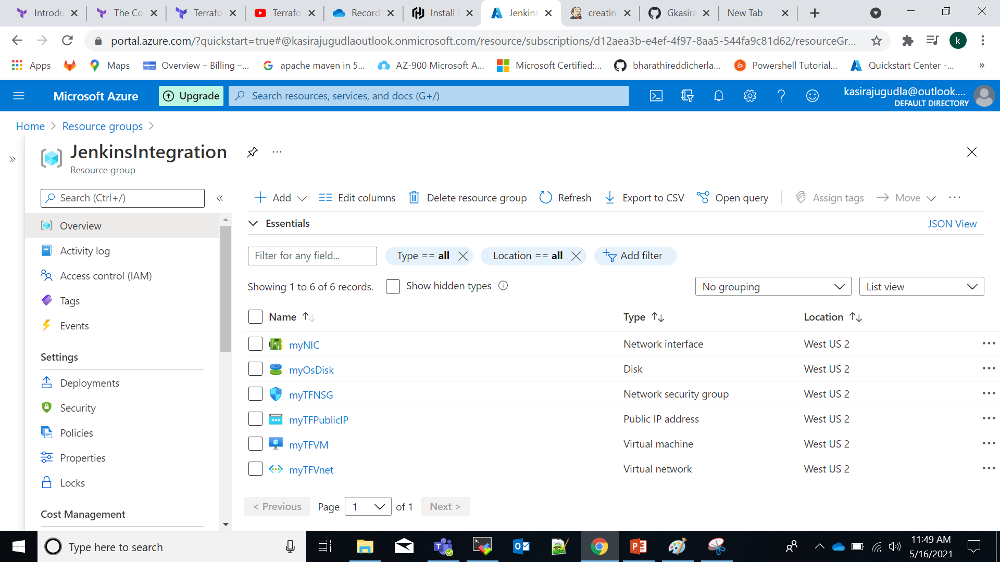 Introdu
The Co
Terrafo
Terrafo
Record
Install T
Jenkins
creatin
Gkasira
New Tab
portal.azure.com/?quickstart=true#@kasirajugudlaoutlook.onmicrosoft.com/resource/subscriptions/d12aea3b-e4ef-4f97-8aa5-544fa9c81d62/resourceGr...
k
Apps
Maps
Overview – Billing –...
apache maven in 5...
AZ-900 Microsoft A...
Microsoft Certified:...
bharathireddicherla...
Powershell Tutorial...
Quickstart Center -...
»
Microsoft Azure
Upgrade
Search resources, services, and docs (G+/)
kasirajugudla@outlook....
DEFAULT DIRECTORY
Home > Resource groups >
JenkinsIntegration
Resource group
Search (Ctrl+/)
Add
Edit columns
Delete resource group
Refresh
Export to CSV
Open query
Assign tags
Move
Overview
Activity log
Access control (IAM)
Tags
Events
Settings
Deployments
Security
Policies
Properties
Locks
Cost Management
Essentials
JSON View
Filter for any field...
Type == all
Location == all
Add filter
Showing 1 to 6 of 6 records.
Show hidden types
No grouping
List view
Name Type Location
myNIC Network interface West US 2
myOsDisk Disk West US 2
myTFNSG Network security group West US 2
myTFPublicIP Public IP address West US 2
myTFVM Virtual machine West US 2
myTFVnet Virtual network West US 2
< Previous
Page 1 of 1
Next >
Type here to search
11:49 AM
5/16/2021